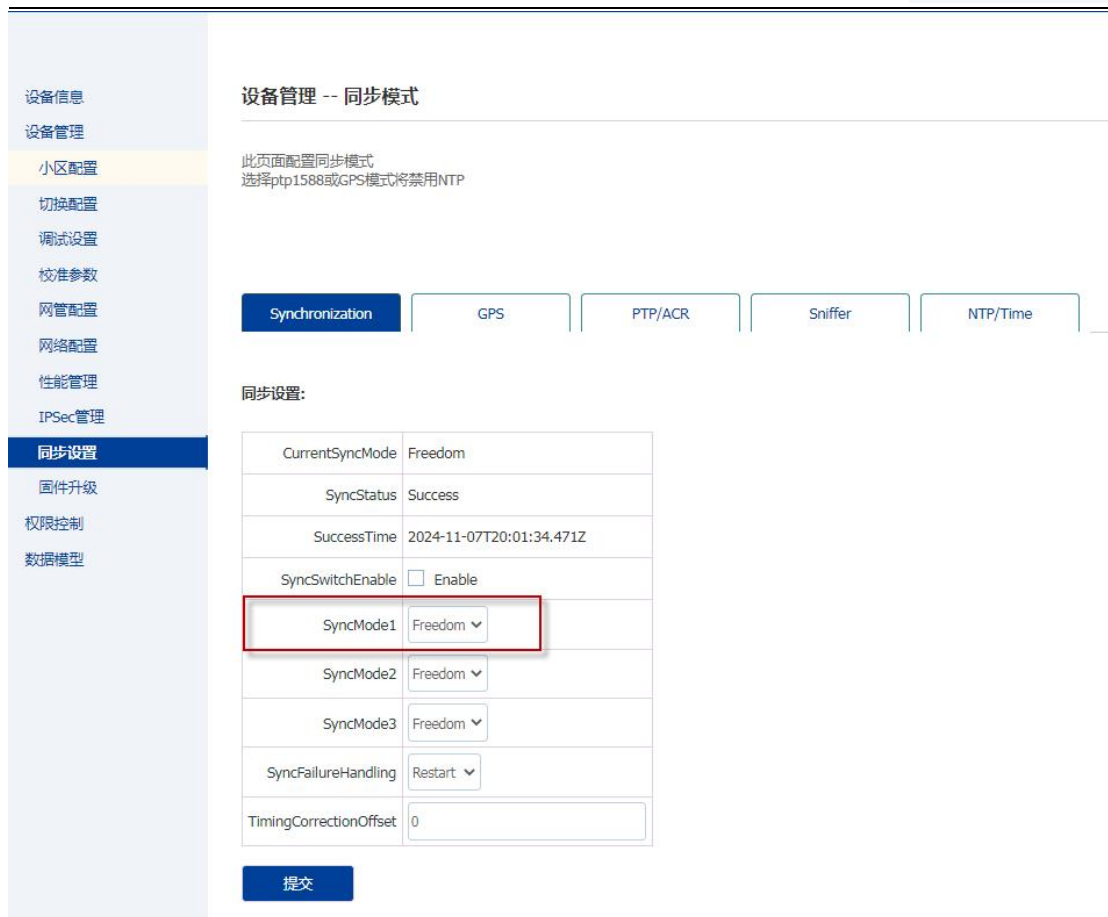 设备信息
设备管理
小区配置
切换配置
调试设置
校准参数
网管配置
网络配置
性能管理
IPSec管理
同步设置
固件升级
权限控制
数据模型
设备管理 -- 同步模式
此页面配置同步模式
选择ptp1588或GPS模式将禁用NTP
Synchronization GPS PTP/ACR Sniffer NTP/Time
同步设置:
CurrentSyncMode Freedom
SyncStatus Success
SuccessTime 2024-11-07T20:01:34.471Z
SyncSwitchEnable Enable
SyncMode1 Freedom
SyncMode2 Freedom
SyncMode3 Freedom
SyncFailureHandling Restart
TimingCorrectionOffset 0
提交